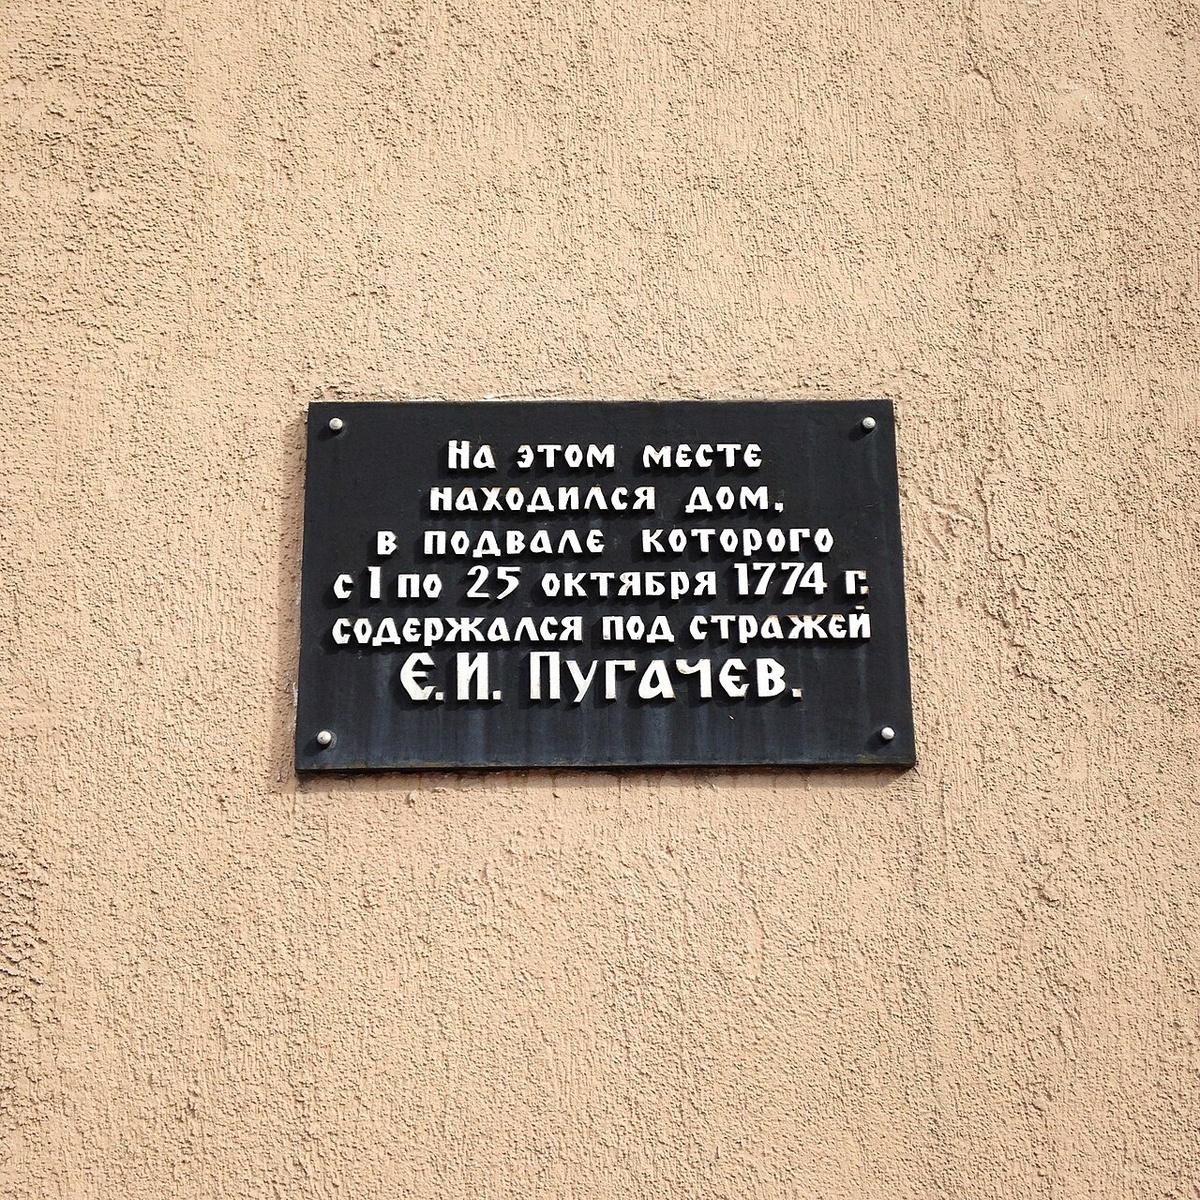 На этом месте
находился дом,
в подвале которого
с 1 по 25 октября 1774 г.
содержался под стражей
Е.И. Пугачев.